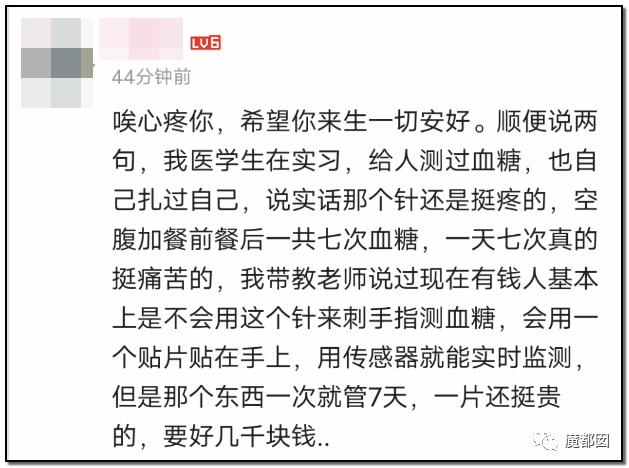 LV6
44分钟前
唉心疼你，希望你来生一切安好。顺便说两
句，我医学生在实习，给人测过血糖，也自
己扎过自己，说实话那个针还是挺疼的，空
腹加餐前餐后一共七次血糖，一天七次真的
挺痛苦的，我带教老师说过现在有钱人基本
上是不会用这个针来刺手指测血糖，会用一
个贴片贴在手上，用传感器就能实时监测，
但是那个东西一次就管7天，一片还挺贵
的，要好几千块钱..
魔都囡